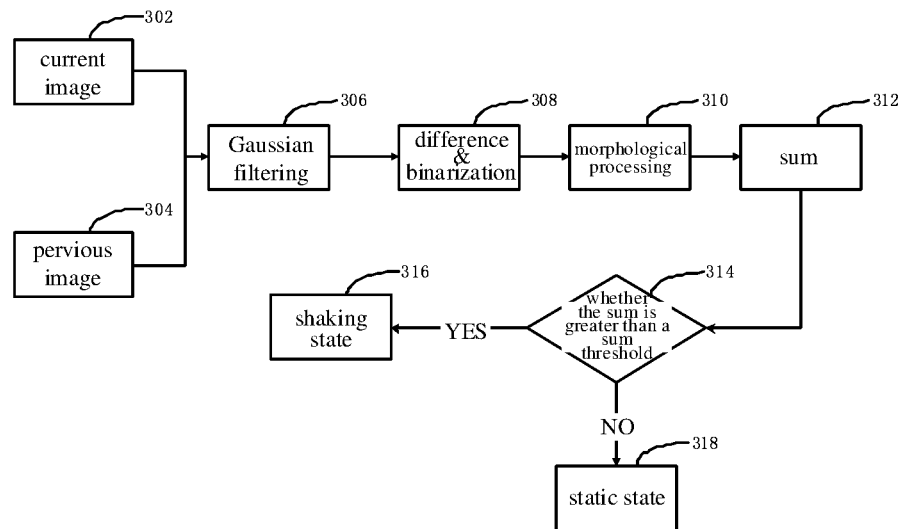 302
current
image
306
308
310
312
Gaussian
filtering
difference
&
binarization
morphological
processing
sum
304
pervious
image
316
314
shaking
state
YES
whether
the sum is
greater than a
sum
threshold
NO
318
static state